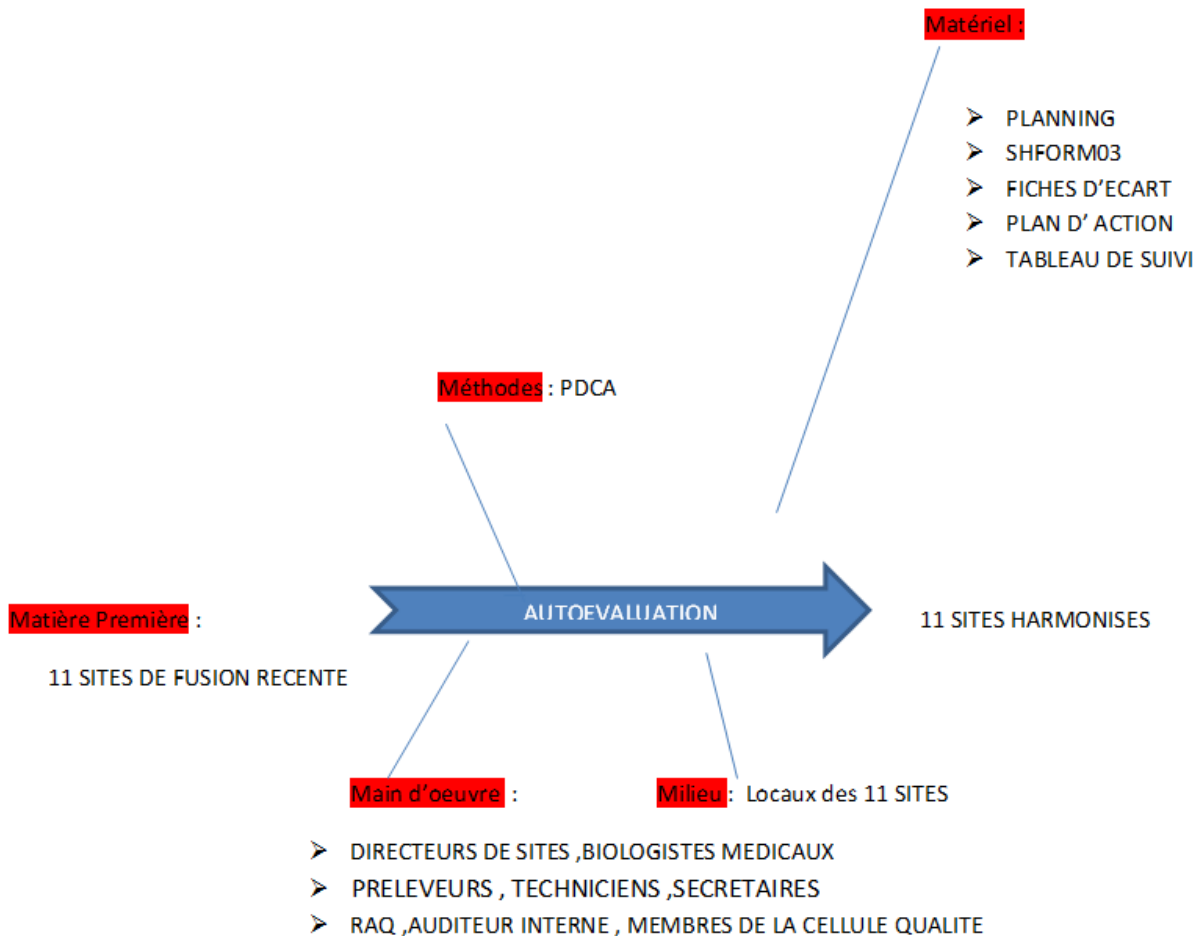 Matériel :
➢ PLANNING
➢ SHFORM03
➢ FICHES D'ECART
➢ PLAN D' ACTION
➢ TABLEAU DE SUIVI
Méthodes : PDCA
AUTOEVALUATION
Matière Première :
11 SITES HARMONISES
11 SITES DE FUSION RECENTE
Main d'oeuvre :
Milieu : Locaux des 11 SITES
➢ DIRECTEURS DE SITES ,BIOLOGISTES MEDICAUX
➢ PRELEVEURS , TECHNICIENS ,SECRETAIRES
➢ RAQ ,AUDITEUR INTERNE , MEMBRES DE LA CELLULE QUALITE